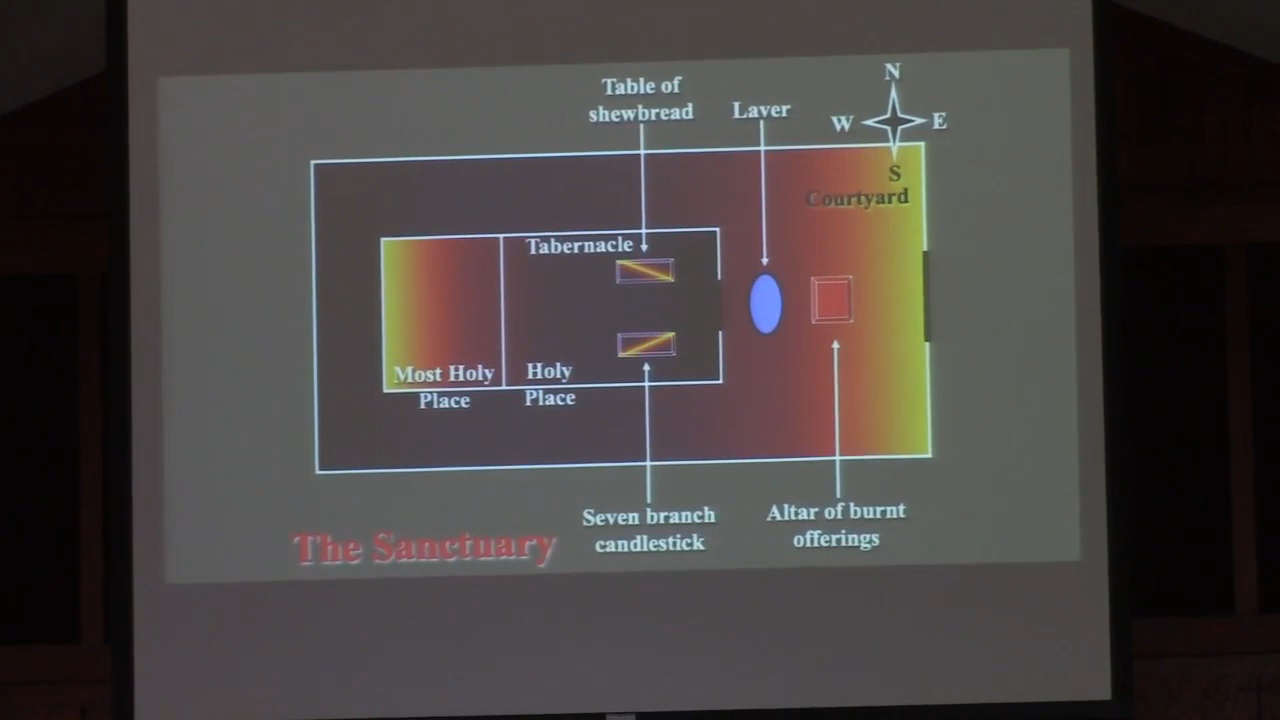 Table of
shewbread
Laver
N
W
E
S
Courtyard
Tabernacle
Most Holy
Place
Holy
Place
Seven branch
candlestick
Altar of burnt
offerings
The Sanctuary